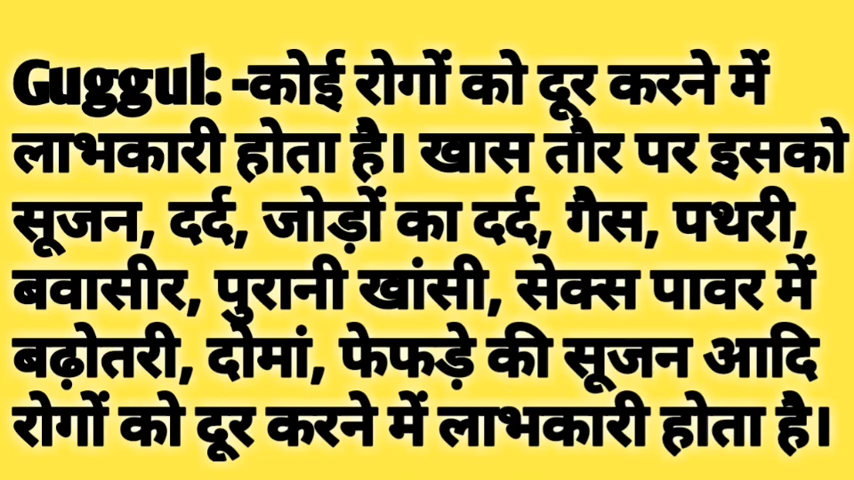 Guggul: -कोई रोगों को दूर करने में
लाभकारी होता है। खास तौर पर इसको
सूजन, दर्द, जोड़ों का दर्द, गैस, पथरी,
बवासीर, पुरानी खांसी, सेक्स पावर में
बढ़ोतरी, दोमां, फेफड़े की सूजन आदि
रोगों को दूर करने में लाभकारी होता है।